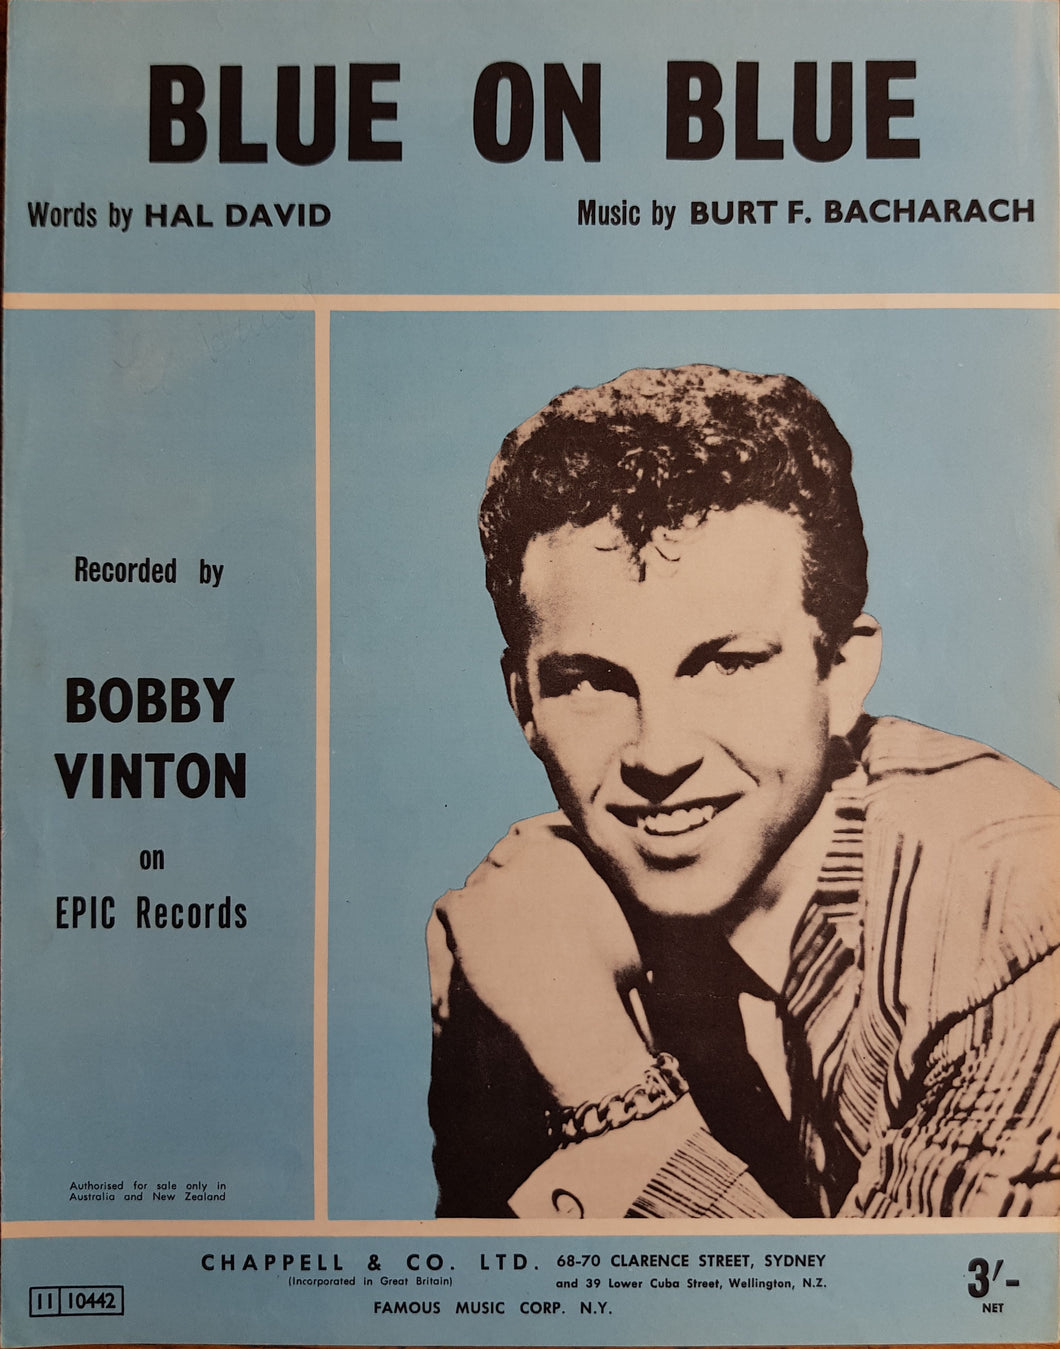 BLUE ON BLUE
Words by HAL DAVID
Music by BURT F. BACHARACH
Recorded by
BOBBY
VINTON
on
EPIC Records
Authorised for sale only in
Australia and New Zealand
CHAPPELL & CO. LTD. 68-70 CLARENCE STREET, SYDNEY
(Incorporated in Great Britain) and 39 Lower Cuba Street, Wellington, N.Z.
FAMOUS MUSIC CORP. N.Y.
11 10442
3/-
NET